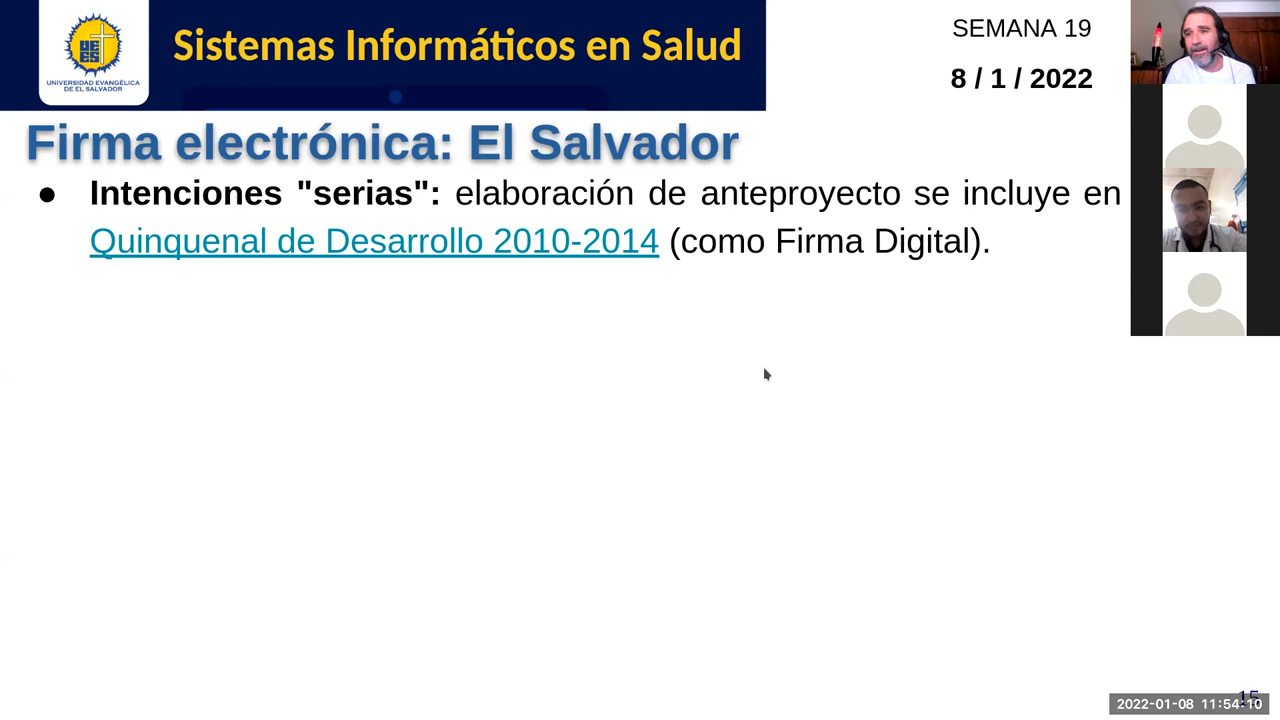 UNIVERSIDAD EVANGÉLICA
DE EL SALVADOR
Sistemas Informáticos en Salud
SEMANA 19
8 / 1 / 2022
Firma electrónica: El Salvador
● Intenciones "serias": elaboración de anteproyecto se incluye en
Quinquenal de Desarrollo 2010-2014 (como Firma Digital).
15
2022-01-08 11:54:10